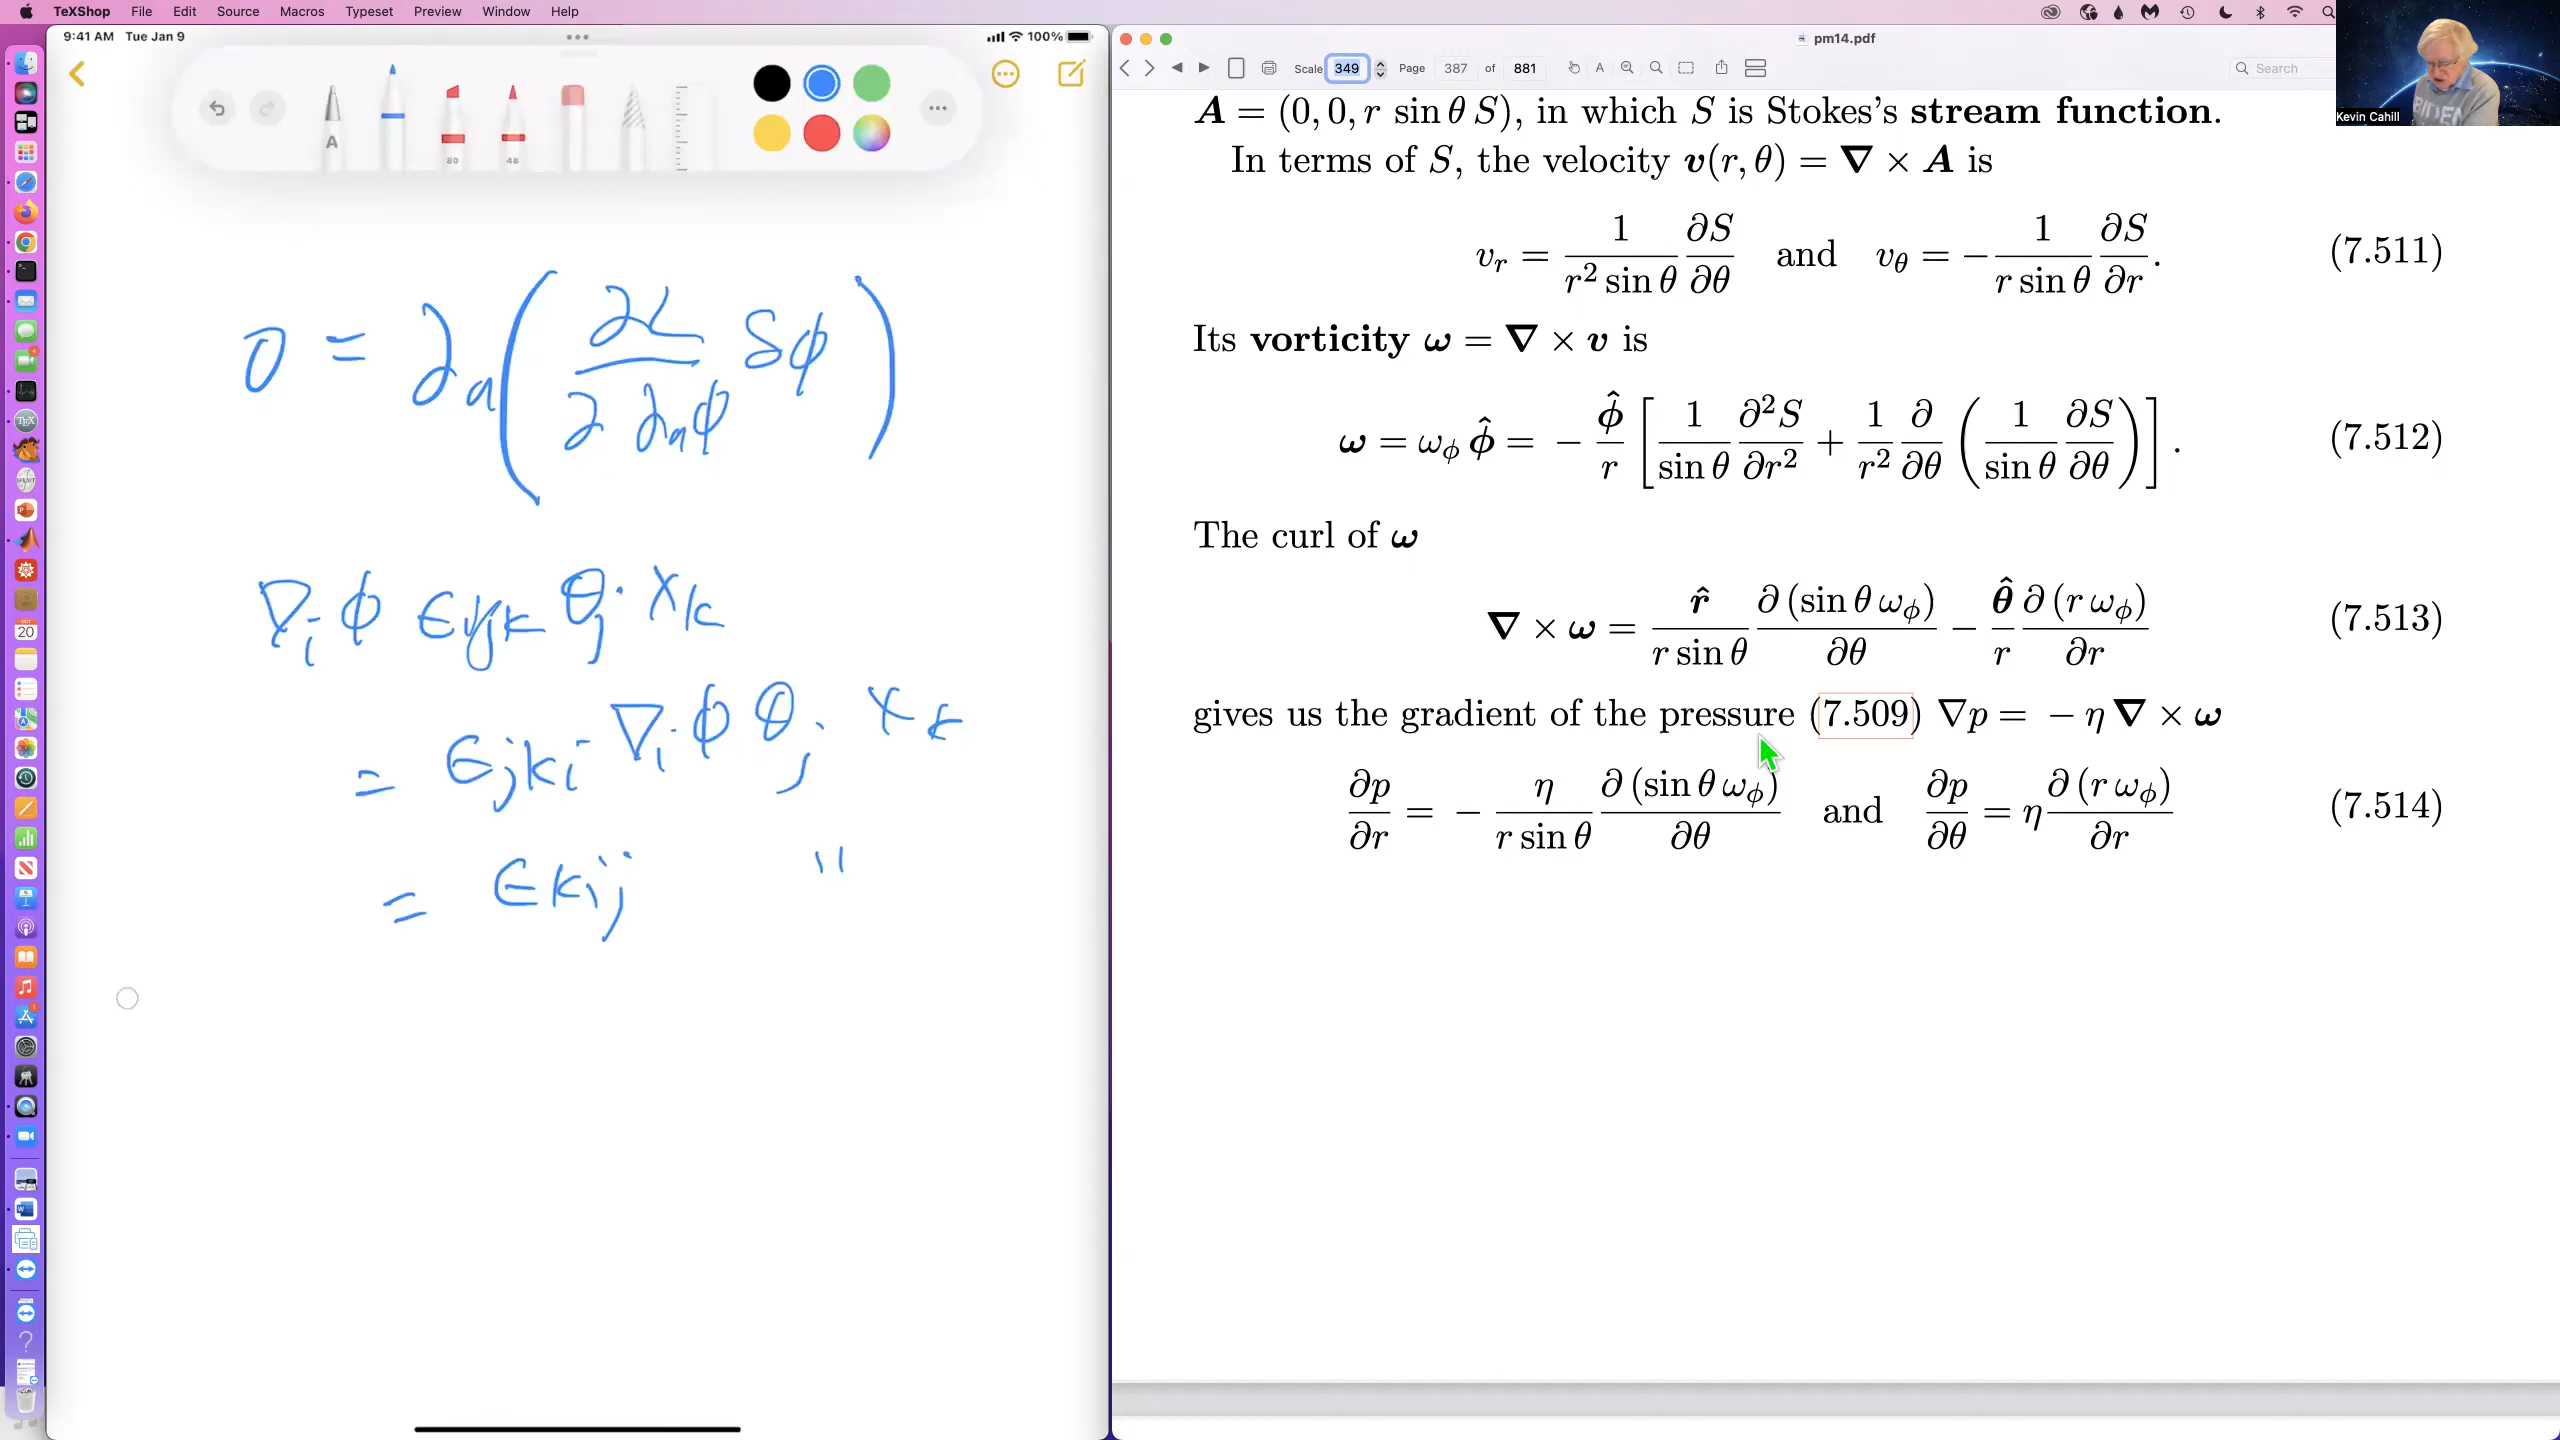 TeXShop File Edit Source Macros Typeset Preview Window Help
9:41 AM Tue Jan 9
100%
A
80
48
0 = ∂ₐ( ∂L / ∂ ∂ₐϕ δϕ )
∇ᵢ ϕ ϵᵢⱼₖ θⱼ xₖ
= ϵⱼₖᵢ ∇ᵢ ϕ θⱼ xₖ
= ϵₖᵢⱼ "
OCT
20
pm14.pdf
Scale 349 Page 387 of 881
A
Search
Kevin Cahill
A = (0, 0, r sin θ S), in which S is Stokes's stream function.
In terms of S, the velocity v(r, θ) = ∇ × A is
v_r = 1/(r² sin θ) ∂S/∂θ and v_θ = − 1/(r sin θ) ∂S/∂r. (7.511)
Its vorticity ω = ∇ × v is
ω = ω_ϕ ϕ̂ = − ϕ̂/r [ 1/sin θ ∂²S/∂r² + 1/r² ∂/∂θ ( 1/sin θ ∂S/∂θ ) ]. (7.512)
The curl of ω
∇ × ω = r̂/(r sin θ) ∂(sin θ ω_ϕ)/∂θ − θ̂/r ∂(r ω_ϕ)/∂r (7.513)
gives us the gradient of the pressure (7.509) ∇p = − η ∇ × ω
∂p/∂r = − η/(r sin θ) ∂(sin θ ω_ϕ)/∂θ and ∂p/∂θ = η ∂(r ω_ϕ)/∂r (7.514)